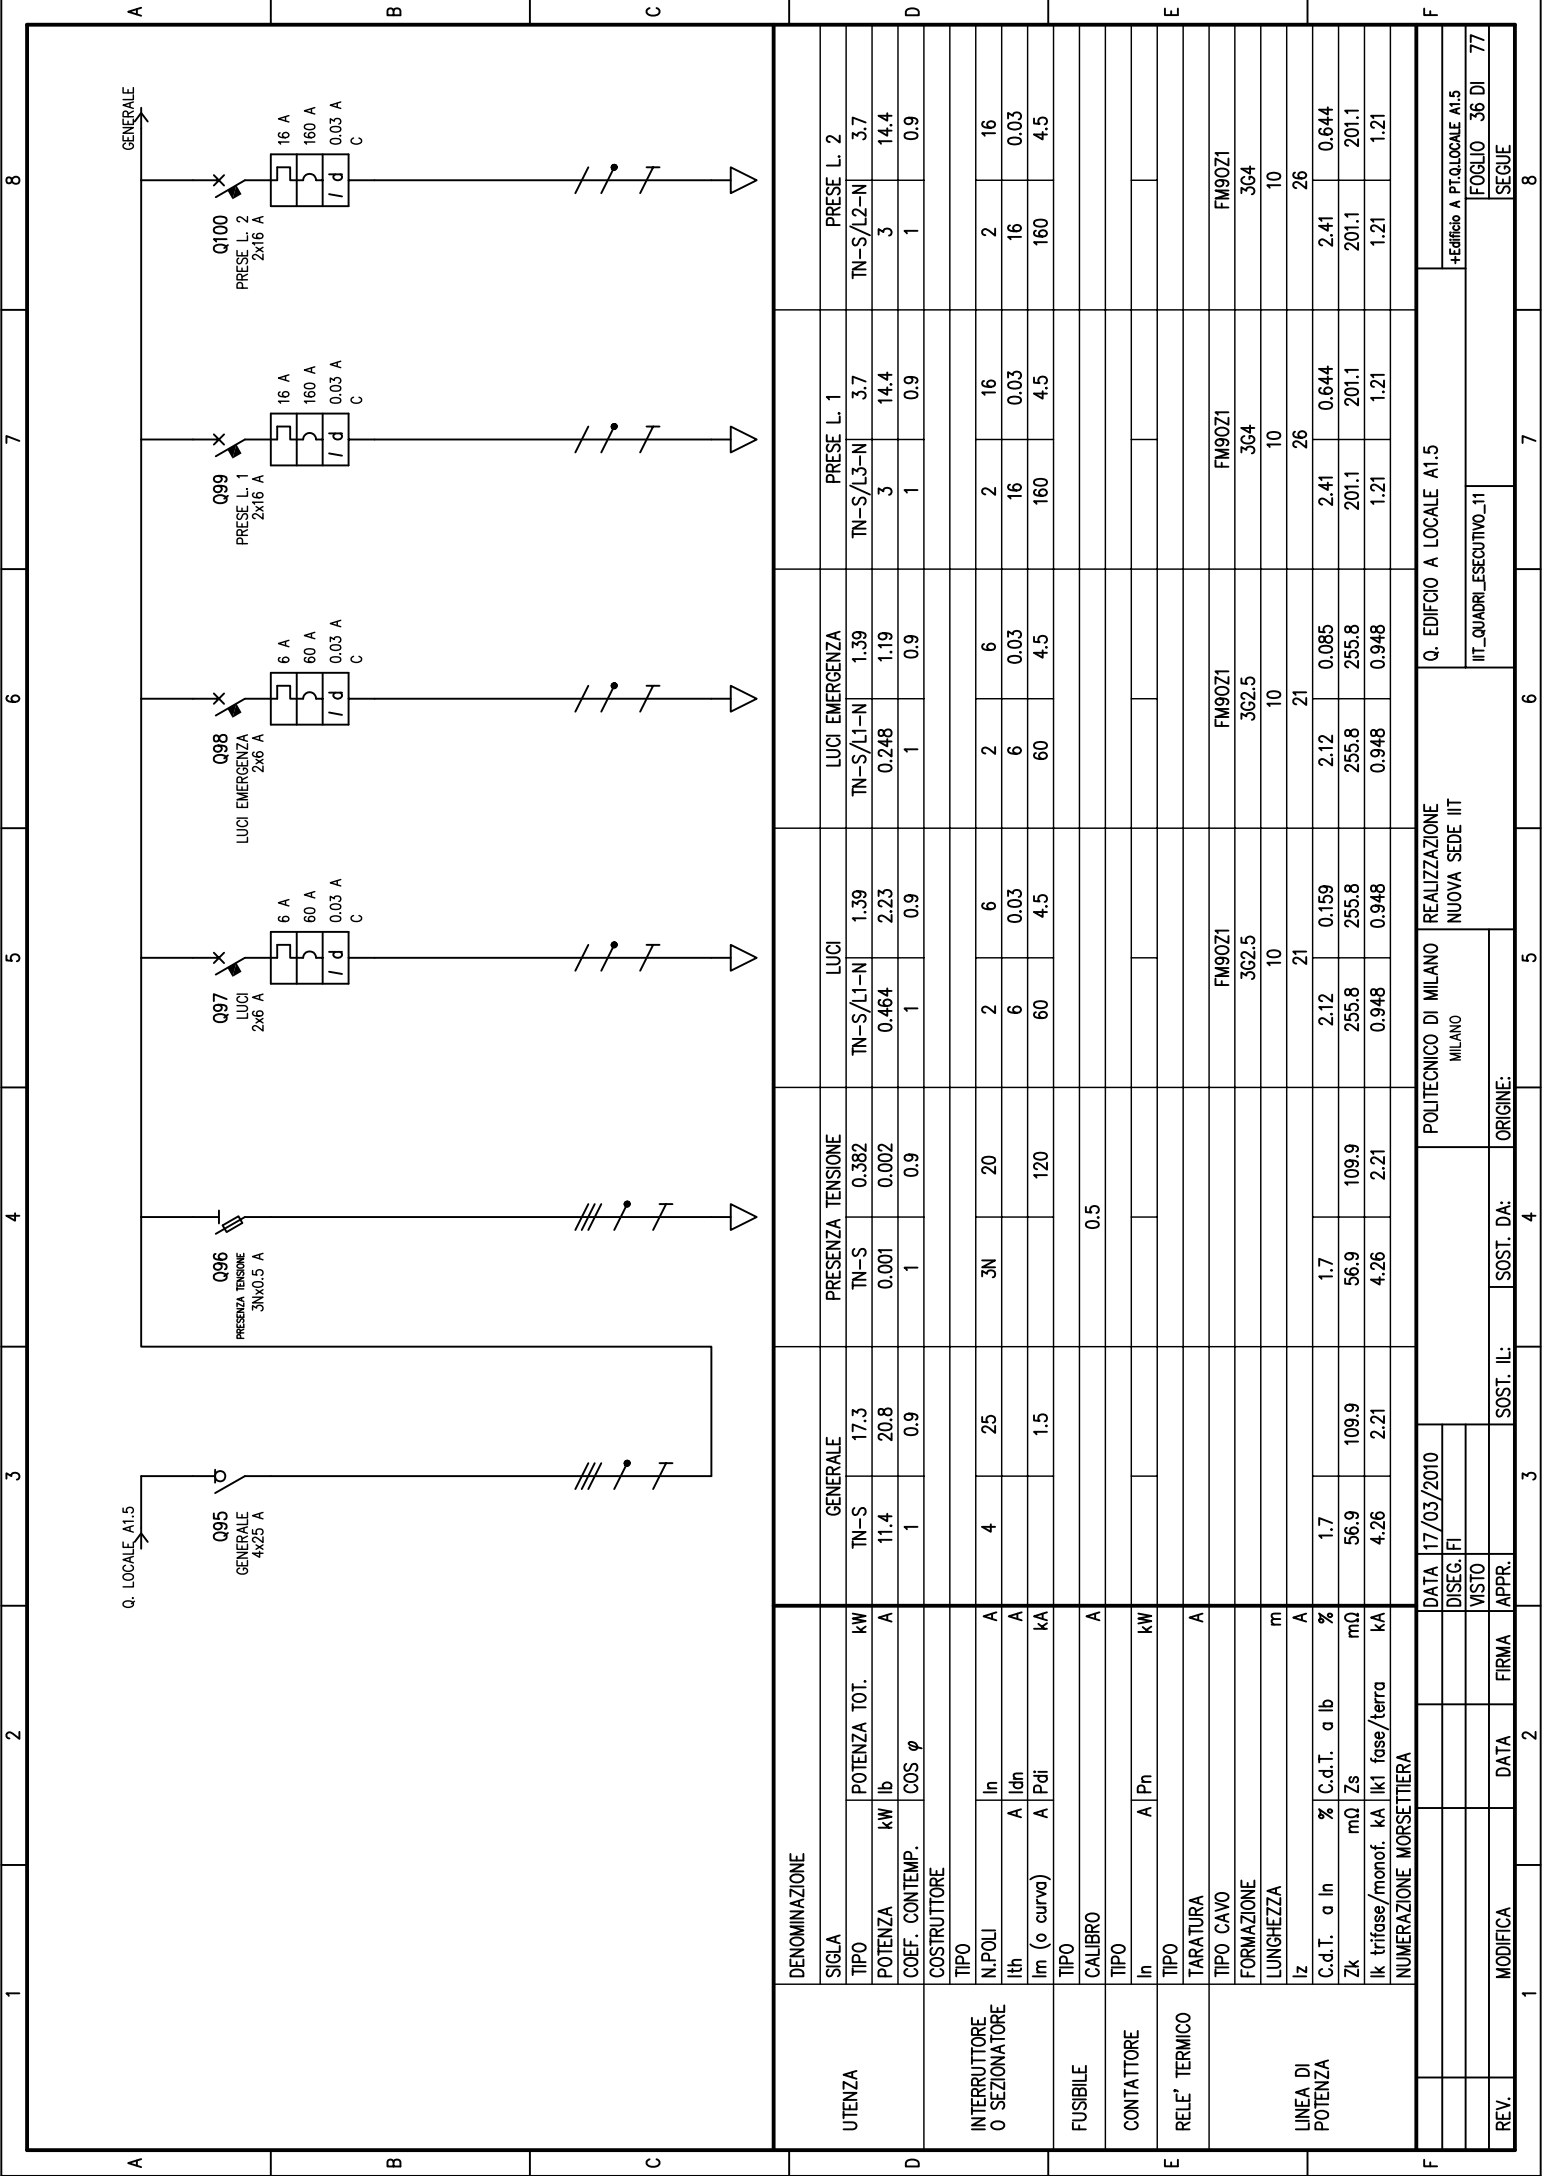 1 2 3 4 5 6 7 8
A
B
C
D
E
F
Q. LOCALE A1.5
GENERALE
Q95
GENERALE
4x25 A
Q96
PRESENZA TENSIONE
3Nx0.5 A
Q97
LUCI
2x6 A
6 A
60 A
0.03 A
C
I d
Q98
LUCI EMERGENZA
2x6 A
6 A
60 A
0.03 A
C
I d
Q99
PRESE L. 1
2x16 A
16 A
160 A
0.03 A
C
I d
Q100
PRESE L. 2
2x16 A
16 A
160 A
0.03 A
C
I d
A
B
C
D
E
F
UTENZA
DENOMINAZIONE
SIGLA GENERALE PRESENZA TENSIONE LUCI LUCI EMERGENZA PRESE L. 1 PRESE L. 2
TIPO POTENZA TOT. kW TN-S 17.3 TN-S 0.382 TN-S/L1-N 1.39 TN-S/L1-N 1.39 TN-S/L3-N 3.7 TN-S/L2-N 3.7
POTENZA kW Ib A 11.4 20.8 0.001 0.002 0.464 2.23 0.248 1.19 3 14.4 3 14.4
COEF. CONTEMP. COS φ 1 0.9 1 0.9 1 0.9 1 0.9 1 0.9 1 0.9
INTERRUTTORE
O SEZIONATORE
COSTRUTTORE
TIPO
N.POLI In A 4 25 3N 20 2 6 2 6 2 16 2 16
Ith A Idn A 6 0.03 6 0.03 16 0.03 16 0.03
Im (o curva) A Pdi kA 1.5 120 60 4.5 60 4.5 160 4.5 160 4.5
FUSIBILE
TIPO
CALIBRO A 0.5
CONTATTORE
TIPO
In A Pn kW
RELE' TERMICO
TIPO
TARATURA A
LINEA DI
POTENZA
TIPO CAVO FM9OZ1 FM9OZ1 FM9OZ1 FM9OZ1
FORMAZIONE 3G2.5 3G2.5 3G4 3G4
LUNGHEZZA m 10 10 10 10
Iz A 21 21 26 26
C.d.T. a In % C.d.T. a Ib % 1.7 1.7 2.12 0.159 2.12 0.085 2.41 0.644 2.41 0.644
Zk mΩ Zs mΩ 56.9 109.9 56.9 109.9 255.8 255.8 255.8 255.8 201.1 201.1 201.1 201.1
Ik trifase/monof. kA Ik1 fase/terra kA 4.26 2.21 4.26 2.21 0.948 0.948 0.948 0.948 1.21 1.21 1.21 1.21
NUMERAZIONE MORSETTIERA
REV. MODIFICA DATA FIRMA
DATA 17/03/2010
DISEG. FI
VISTO
APPR.
SOST. IL: SOST. DA: ORIGINE:
POLITECNICO DI MILANO
MILANO
REALIZZAZIONE
NUOVA SEDE IIT
Q. EDIFCIO A LOCALE A1.5
IIT_QUADRI_ESECUTIVO_11
+Edificio A PT.Q.LOCALE A1.5
FOGLIO 36 DI 77
SEGUE
1 2 3 4 5 6 7 8